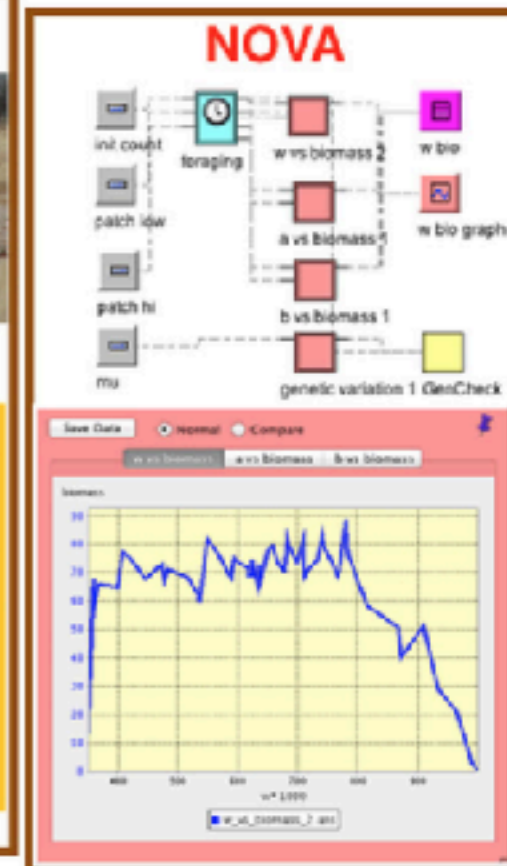 NOVA
init count
foraging
w vs biomass 2
w bio
patch low
a vs biomass 1
w bio graph
patch hi
b vs biomass 1
mu
genetic variation 1
GenCheck
Save Data
Normal
Compare
w vs biomass
a vs biomass
b vs biomass
biomass
90
80
70
60
50
40
30
20
10
0
400 500 600 700 800 900
w* 1,000
w_vs_biomass_2